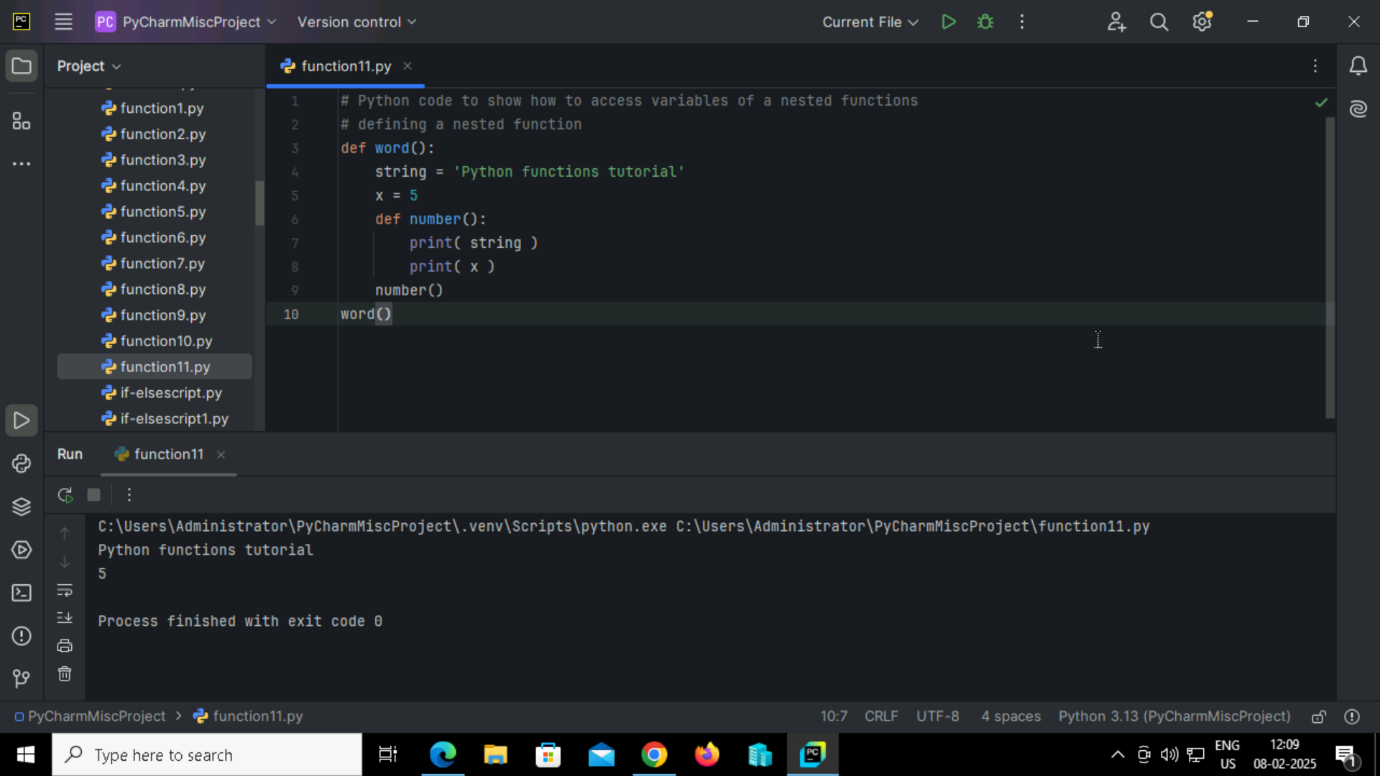 PC PyCharmMiscProject Version control Current File
Project
function11.py
function1.py
function2.py
function3.py
function4.py
function5.py
function6.py
function7.py
function8.py
function9.py
function10.py
function11.py
if-elsescript.py
if-elsescript1.py
1 # Python code to show how to access variables of a nested functions
2 # defining a nested function
3 def word():
4 string = 'Python functions tutorial'
5 x = 5
6 def number():
7 print( string )
8 print( x )
9 number()
10 word()
Run function11
C:\Users\Administrator\PyCharmMiscProject\.venv\Scripts\python.exe C:\Users\Administrator\PyCharmMiscProject\function11.py
Python functions tutorial
5
Process finished with exit code 0
PyCharmMiscProject > function11.py 10:7 CRLF UTF-8 4 spaces Python 3.13 (PyCharmMiscProject)
Type here to search
PC
ENG
US
12:09
08-02-2025
1